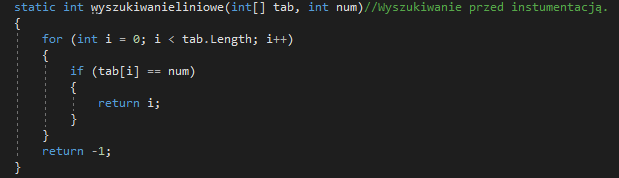 static int wyszukiwanieliniowe(int[] tab, int num)//Wyszukiwanie przed instumentacją.
{
for (int i = 0; i < tab.Length; i++)
{
if (tab[i] == num)
{
return i;
}
}
return -1;
}